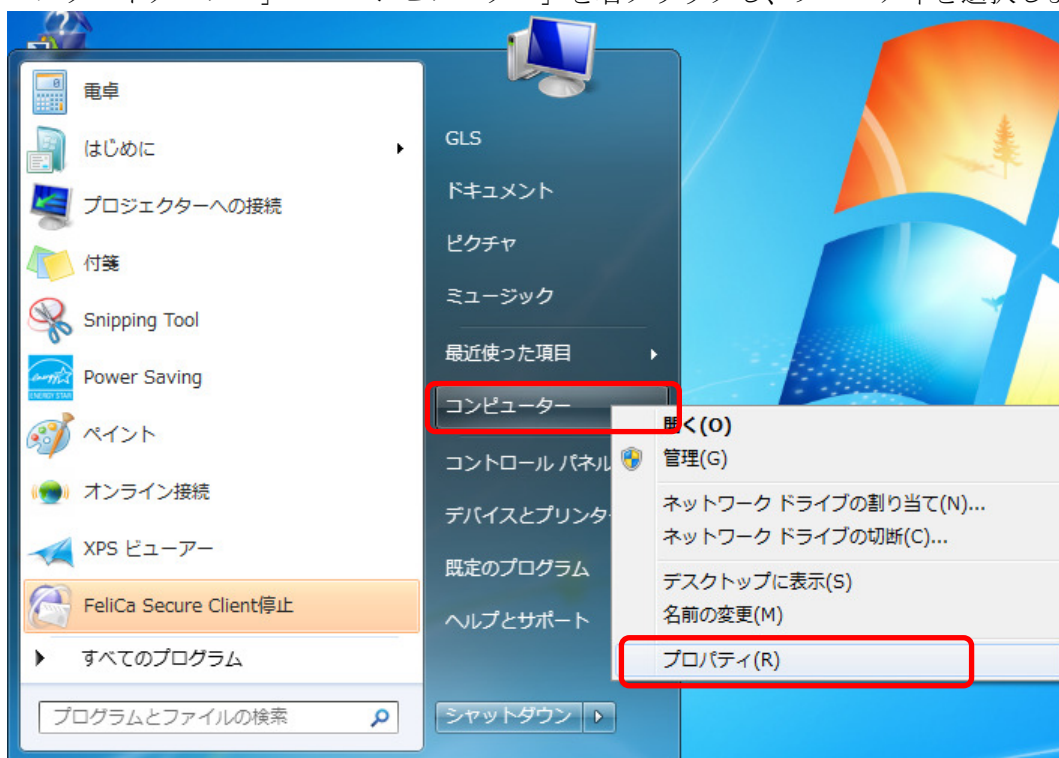 」を右クリックし、
電卓
はじめに
プロジェクターへの接続
付箋
Snipping Tool
Power Saving
ペイント
オンライン接続
XPS ビューアー
FeliCa Secure Client停止
すべてのプログラム
プログラムとファイルの検索
GLS
ドキュメント
ピクチャ
ミュージック
最近使った項目
コンピューター
コントロール パネル
デバイスとプリンタ
既定のプログラム
ヘルプとサポート
シャットダウン
開く(O)
管理(G)
ネットワーク ドライブの割り当て(N)...
ネットワーク ドライブの切断(C)...
デスクトップに表示(S)
名前の変更(M)
プロパティ(R)